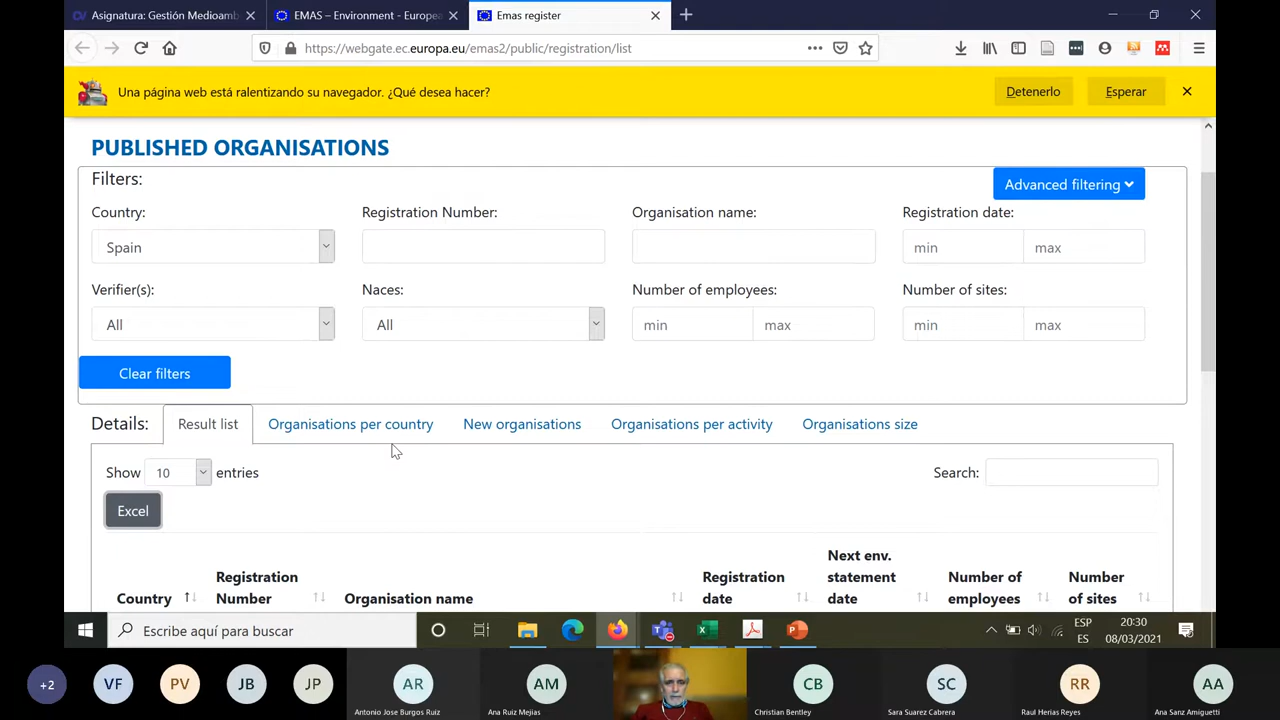 Asignatura: Gestión Medioamb
EMAS – Environment - Europea
Emas register
https://webgate.ec.europa.eu/emas2/public/registration/list
Una página web está ralentizando su navegador. ¿Qué desea hacer?
Detenerlo
Esperar
PUBLISHED ORGANISATIONS
Filters:
Advanced filtering
Country:
Registration Number:
Organisation name:
Registration date:
Spain
min
max
Verifier(s):
Naces:
Number of employees:
Number of sites:
All
All
min
max
min
max
Clear filters
Details:
Result list
Organisations per country
New organisations
Organisations per activity
Organisations size
Show 10 entries
Search:
Excel
Country
Registration Number
Organisation name
Registration date
Next env. statement date
Number of employees
Number of sites
Escribe aquí para buscar
ESP
ES
20:30
08/03/2021
+2
VF
PV
JB
JP
AR
Antonio Jose Burgos Ruiz
AM
Ana Ruiz Mejias
CB
Christian Bentley
SC
Sara Suarez Cabrera
RR
Raul Herias Reyes
AA
Ana Sanz Amiguetti